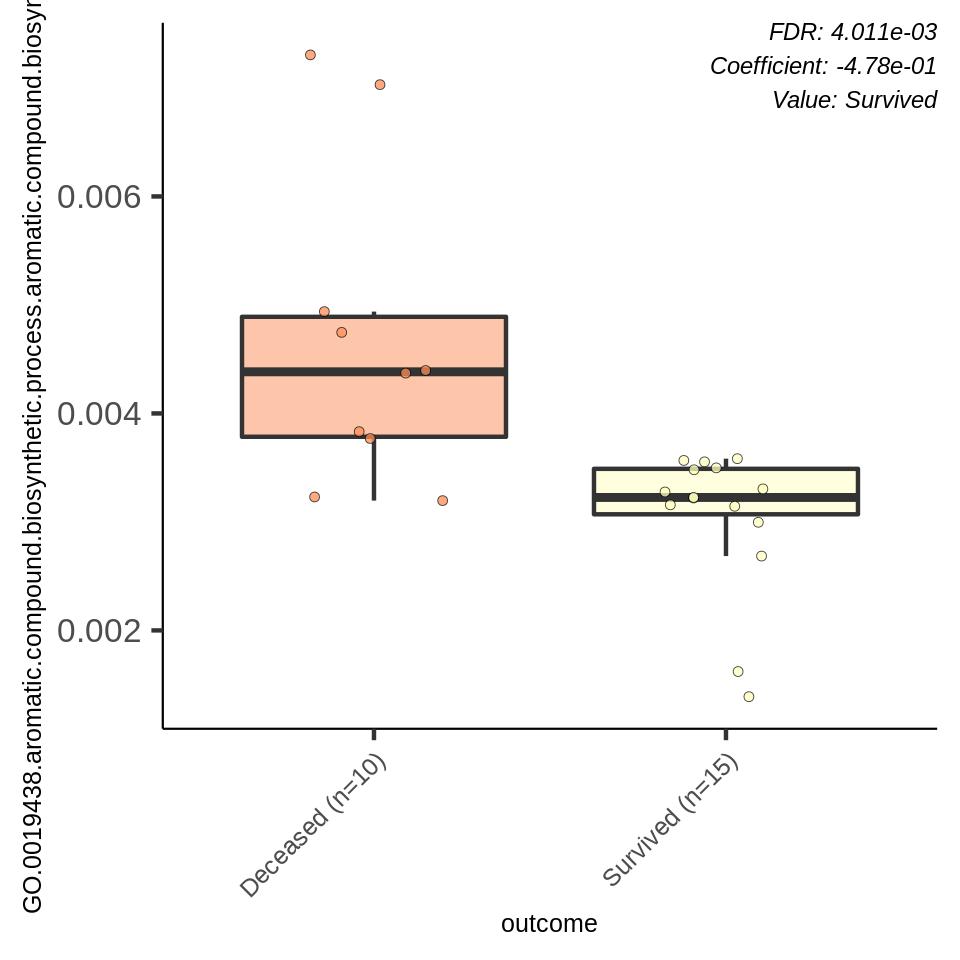 FDR: 4.011e-03
Coefficient: -4.78e-01
Value: Survived
GO.0019438.aromatic.compound.biosynthetic.process.aromatic.compound.biosyn
0.006
0.004
0.002
Deceased (n=10)
Survived (n=15)
outcome